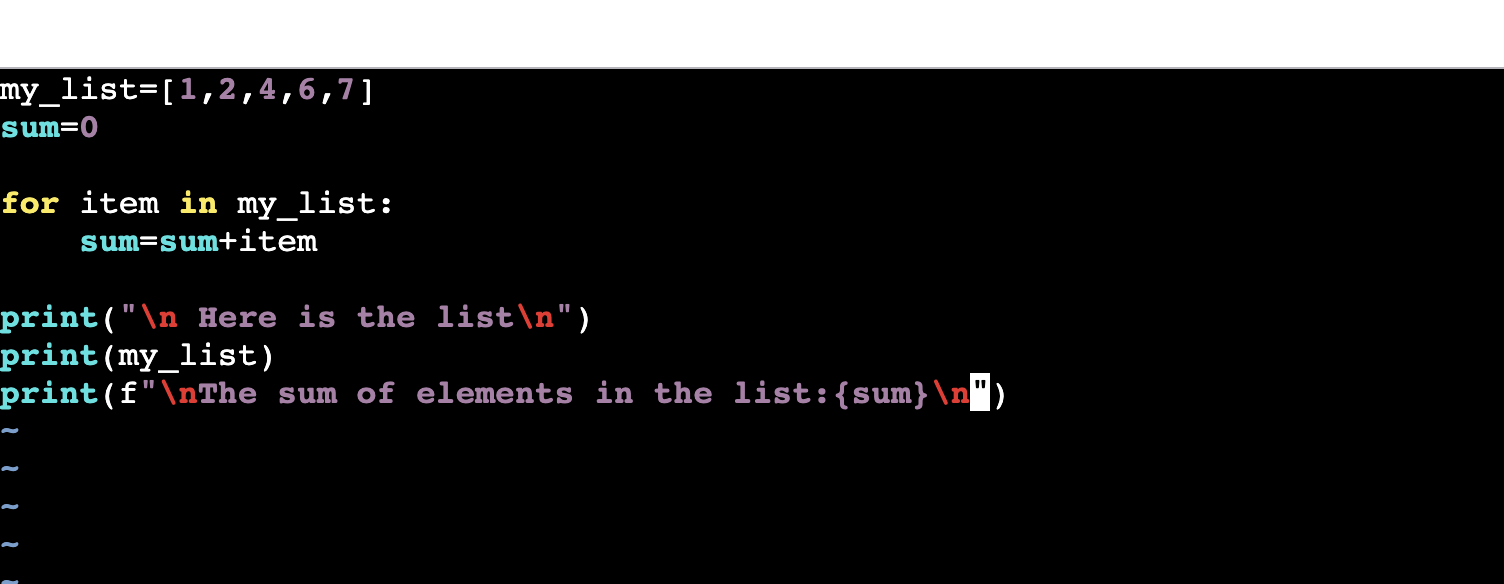 my_list=[1,2,4,6,7]
sum=0
for item in my_list:
    sum=sum+item
print("\n Here is the list\n")
print(my_list)
print(f"\nThe sum of elements in the list:{sum}\n")
~
~
~
~
~